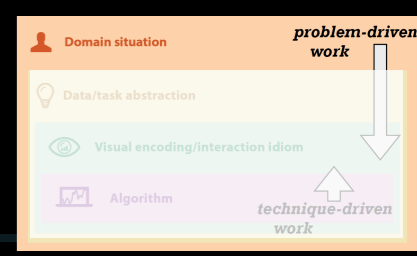 problem-driven
work
Domain situation
Data/task abstraction
Visual encoding/interaction idiom
Algorithm
technique-driven
work